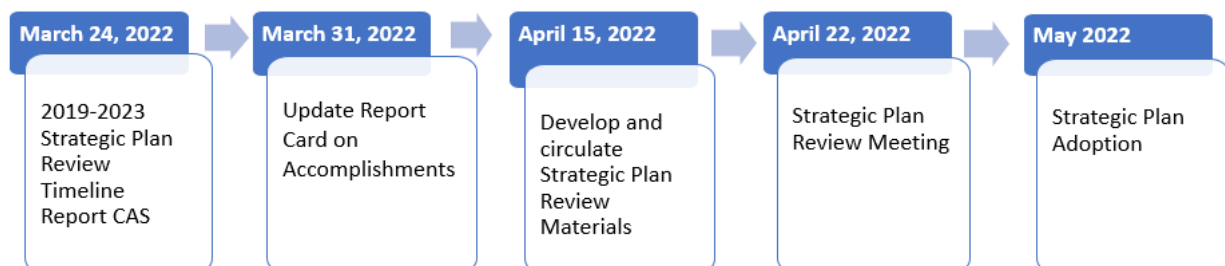 March 24, 2022
2019-2023
Strategic Plan
Review
Timeline
Report CAS
March 31, 2022
Update Report
Card on
Accomplishments
April 15, 2022
Develop and
circulate
Strategic Plan
Review
Materials
April 22, 2022
Strategic Plan
Review Meeting
May 2022
Strategic Plan
Adoption